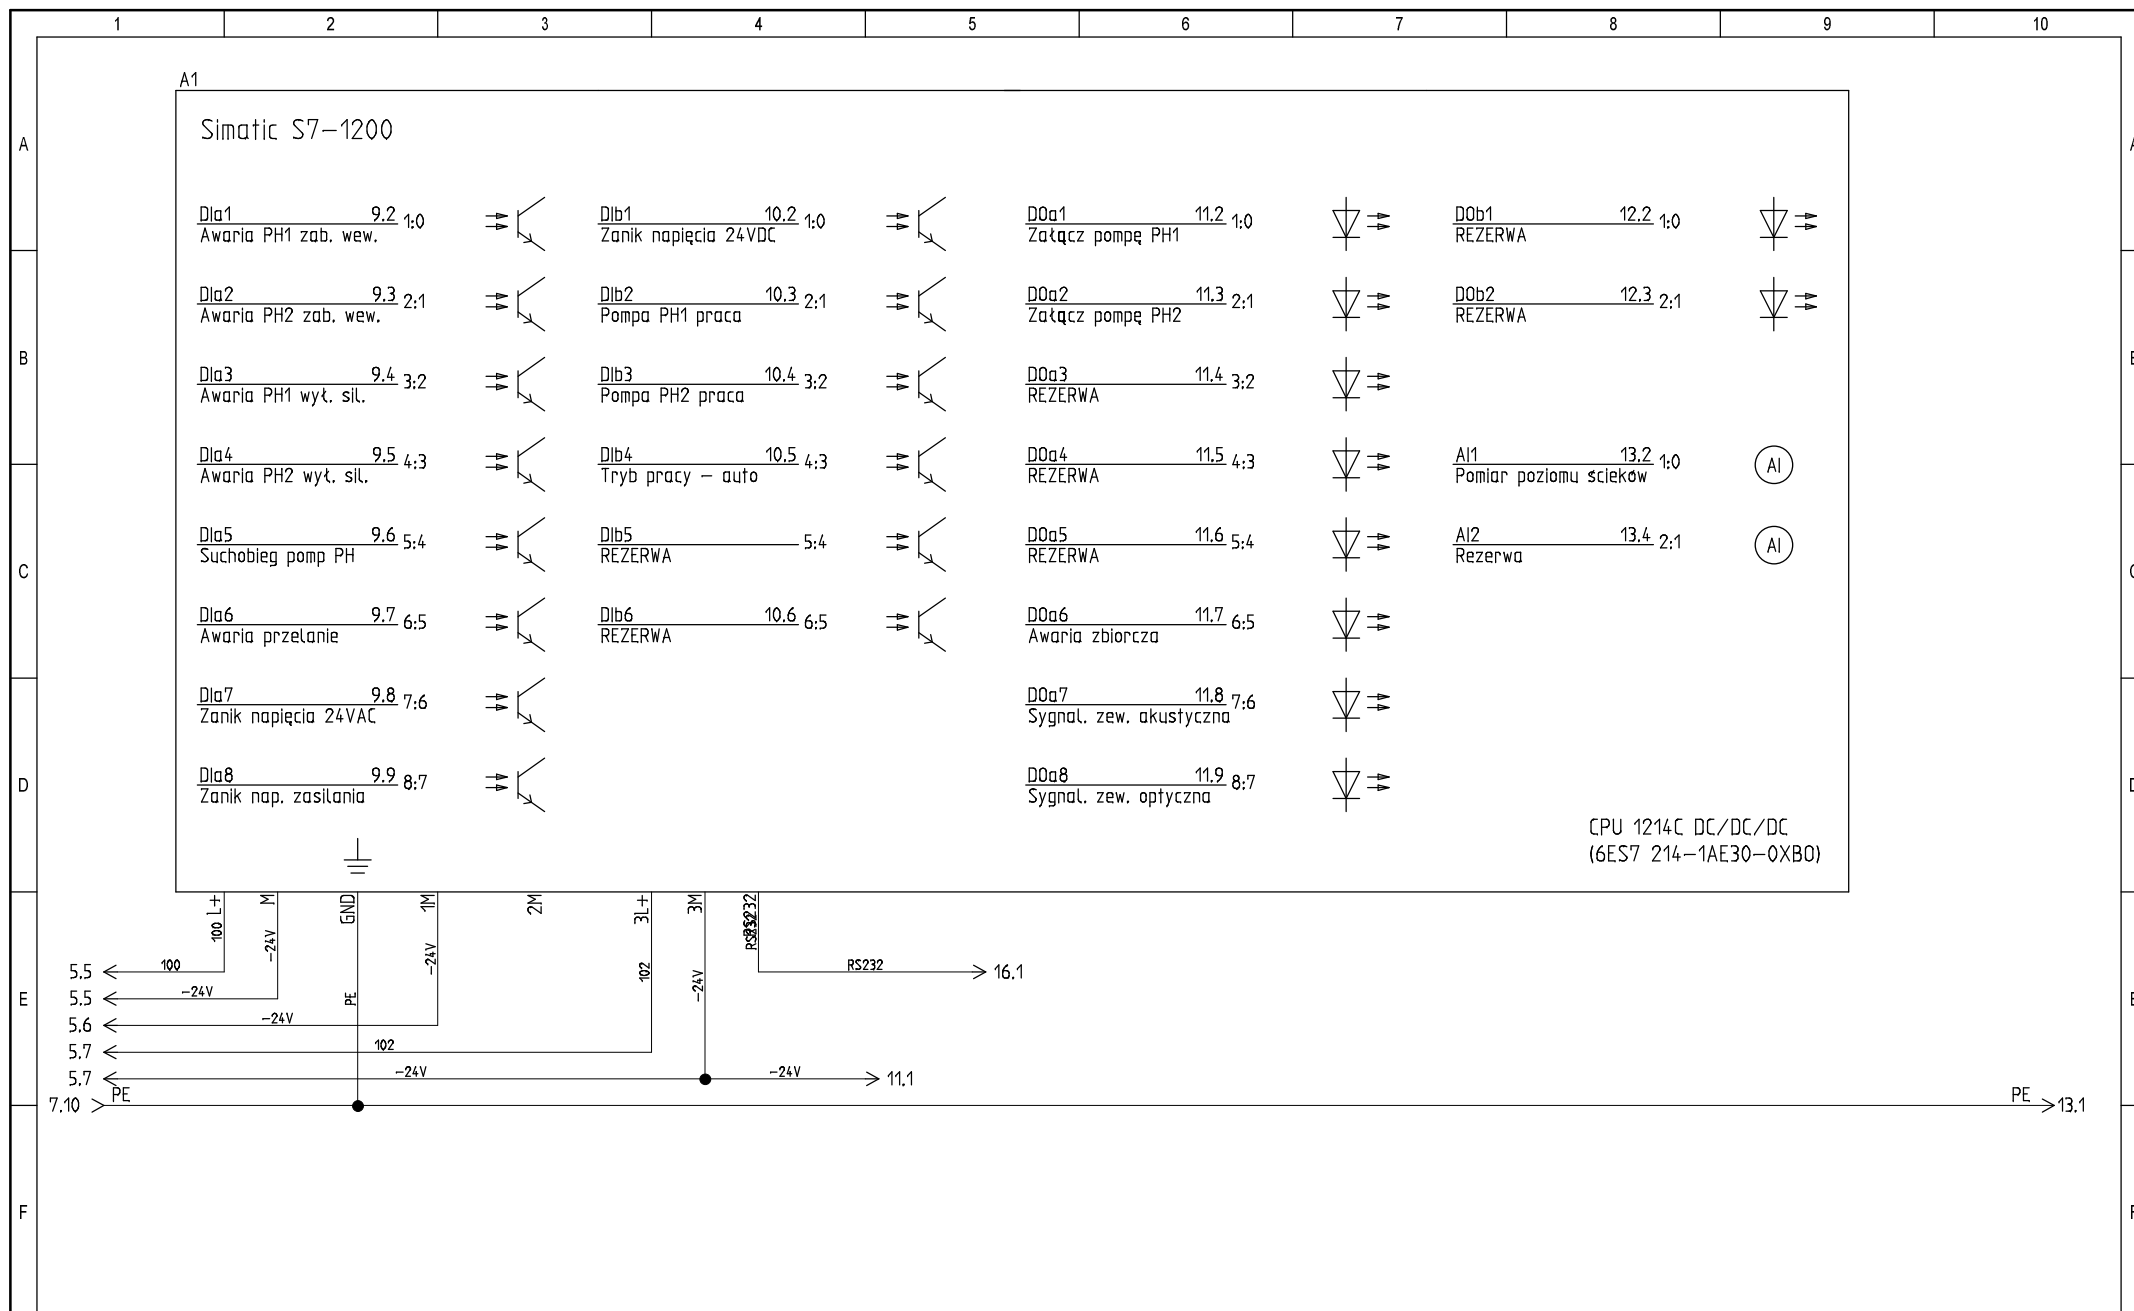 1 2 3 4 5 6 7 8 9 10
A1
Simatic S7-1200
A
DIa1 9.2 1:0 DIb1 10.2 1:0 DOa1 11.2 1:0 DOb1 12.2 1:0
Awaria PH1 zab. wew. Zanik napięcia 24VDC Załącz pompę PH1 REZERWA
DIa2 9.3 2:1 DIb2 10.3 2:1 DOa2 11.3 2:1 DOb2 12.3 2:1
Awaria PH2 zab. wew. Pompa PH1 praca Załącz pompę PH2 REZERWA
B
DIa3 9.4 3:2 DIb3 10.4 3:2 DOa3 11.4 3:2
Awaria PH1 wył. sil. Pompa PH2 praca REZERWA
DIa4 9.5 4:3 DIb4 10.5 4:3 DOa4 11.5 4:3 AI1 13.2 1:0 AI
Awaria PH2 wył. sil. Tryb pracy – auto REZERWA Pomiar poziomu ścieków
DIa5 9.6 5:4 DIb5 5:4 DOa5 11.6 5:4 AI2 13.4 2:1 AI
Suchobieg pomp PH REZERWA REZERWA Rezerwa
C
DIa6 9.7 6:5 DIb6 10.6 6:5 DOa6 11.7 6:5
Awaria przelanie REZERWA Awaria zbiorcza
DIa7 9.8 7:6 DOa7 11.8 7:6
Zanik napięcia 24VAC Sygnal. zew. akustyczna
D
DIa8 9.9 8:7 DOa8 11.9 8:7
Zanik nap. zasilania Sygnal. zew. optyczna
CPU 1214C DC/DC/DC
(6ES7 214-1AE30-0XB0)
L+ M GND 1M 2M 3L+ 3M RS232
100 -24V PE -24V 102 -24V RS232
5.5 100 RS232 16.1
E
5.5 -24V
5.6 -24V
5.7 102
5.7 -24V -24V 11.1
7.10 PE PE 13.1
F